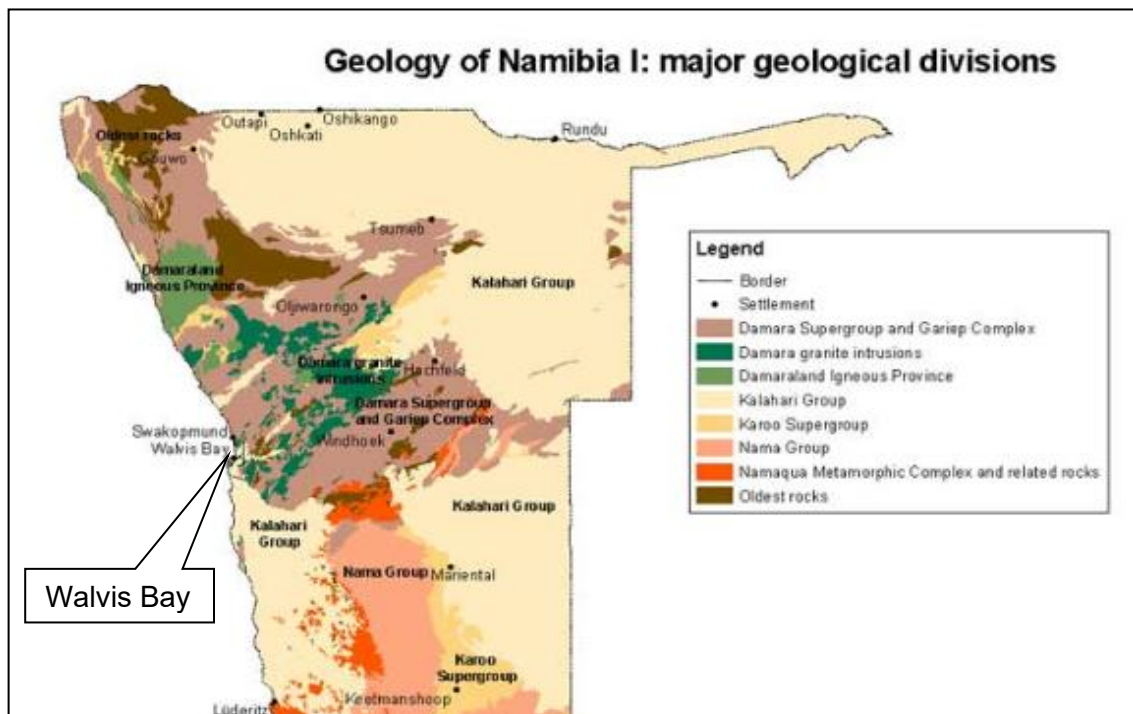 Geology of Namibia I: major geological divisions
Outapi
Oshikango
Oshkati
Rundu
Oldest rocks
Tsumeb
Legend
Border
Settlement
Damara Supergroup and Gariep Complex
Damara granite intrusions
Damaraland Igneous Province
Kalahari Group
Karoo Supergroup
Nama Group
Namaqua Metamorphic Complex and related rocks
Oldest rocks
Damaraland
Igneous Province
Kalahari Group
Otjiwarongo
Damara granite
intrusions
Hochfeld
Damara Supergroup
and Gariep Complex
Swakopmund
Walvis Bay
Windhoek
Kalahari
Group
Kalahari Group
Walvis Bay
Nama Group
Mariental
Karoo
Supergroup
Keetmanshoop
Lüderitz